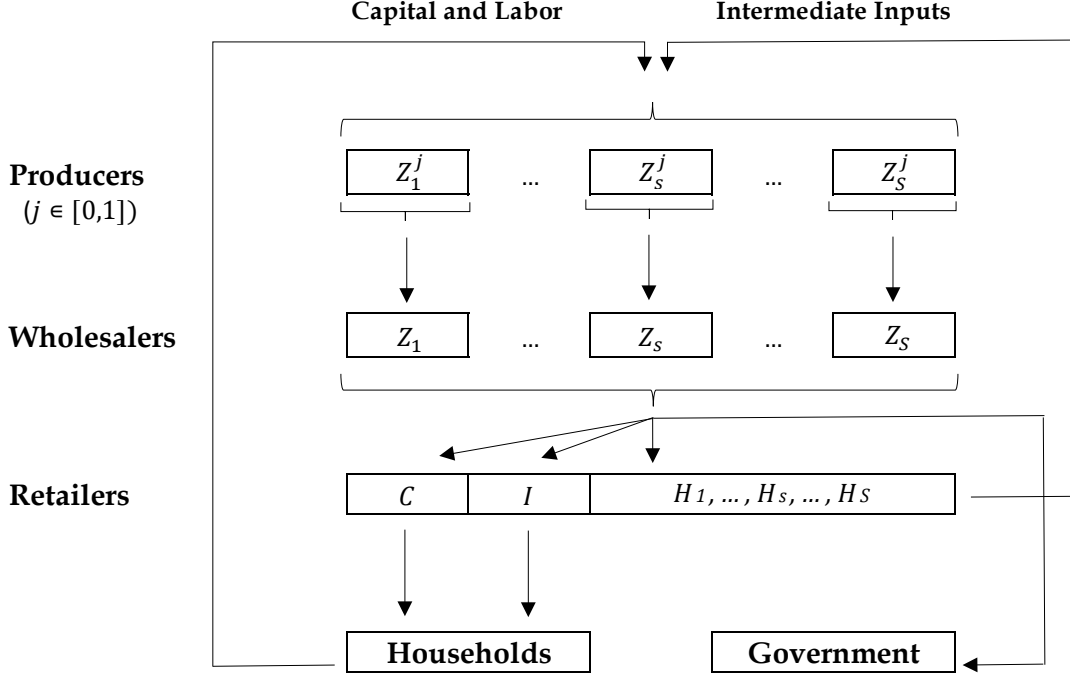 Capital and Labor Intermediate Inputs
Producers
(j ∈ [0,1])
Z_1^j ... Z_s^j ... Z_S^j
Wholesalers
Z_1 ... Z_s ... Z_S
Retailers
C I H_1, ... , H_s, ... , H_S
Households Government